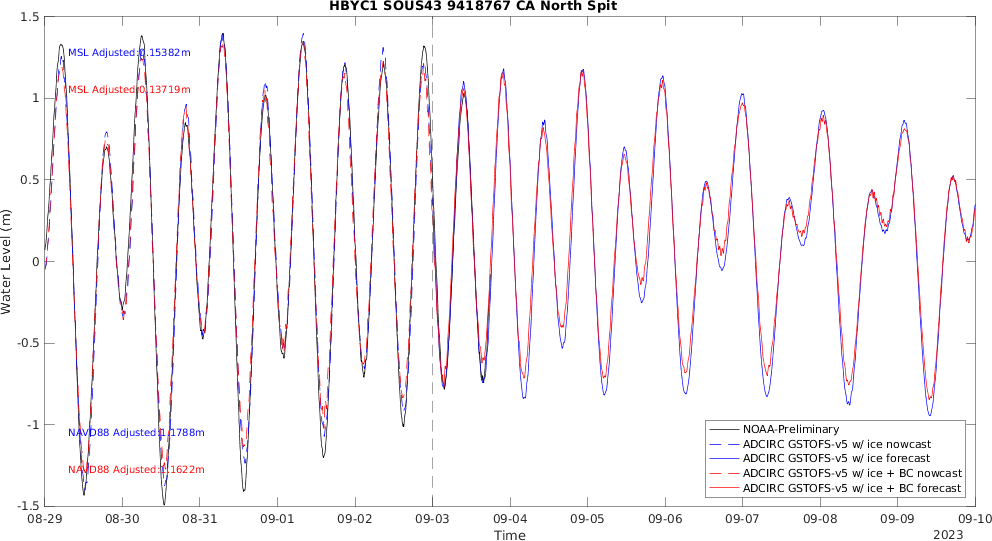 HBYC1 SOUS43 9418767 CA North Spit
1.5
1
0.5
0
-0.5
-1
-1.5
Water Level (m)
MSL Adjusted:0.15382m
MSL Adjusted:0.13719m
NAVD88 Adjusted:1.1788m
NAVD88 Adjusted:1.1622m
NOAA-Preliminary
ADCIRC GSTOFS-v5 w/ ice nowcast
ADCIRC GSTOFS-v5 w/ ice forecast
ADCIRC GSTOFS-v5 w/ ice + BC nowcast
ADCIRC GSTOFS-v5 w/ ice + BC forecast
08-29 08-30 08-31 09-01 09-02 09-03 09-04 09-05 09-06 09-07 09-08 09-09 09-10
Time
2023